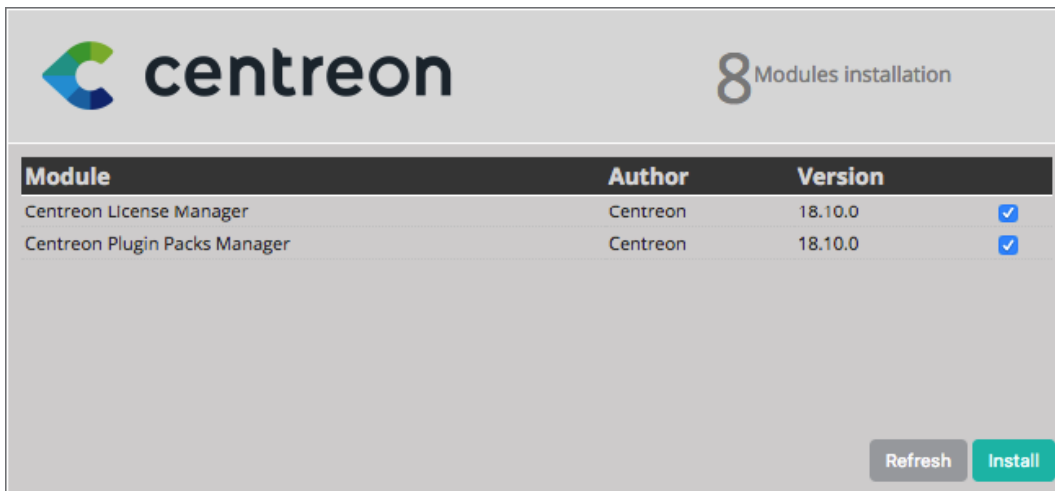 centreon
8 Modules installation
Module Author Version
Centreon License Manager Centreon 18.10.0
Centreon Plugin Packs Manager Centreon 18.10.0
Refresh Install